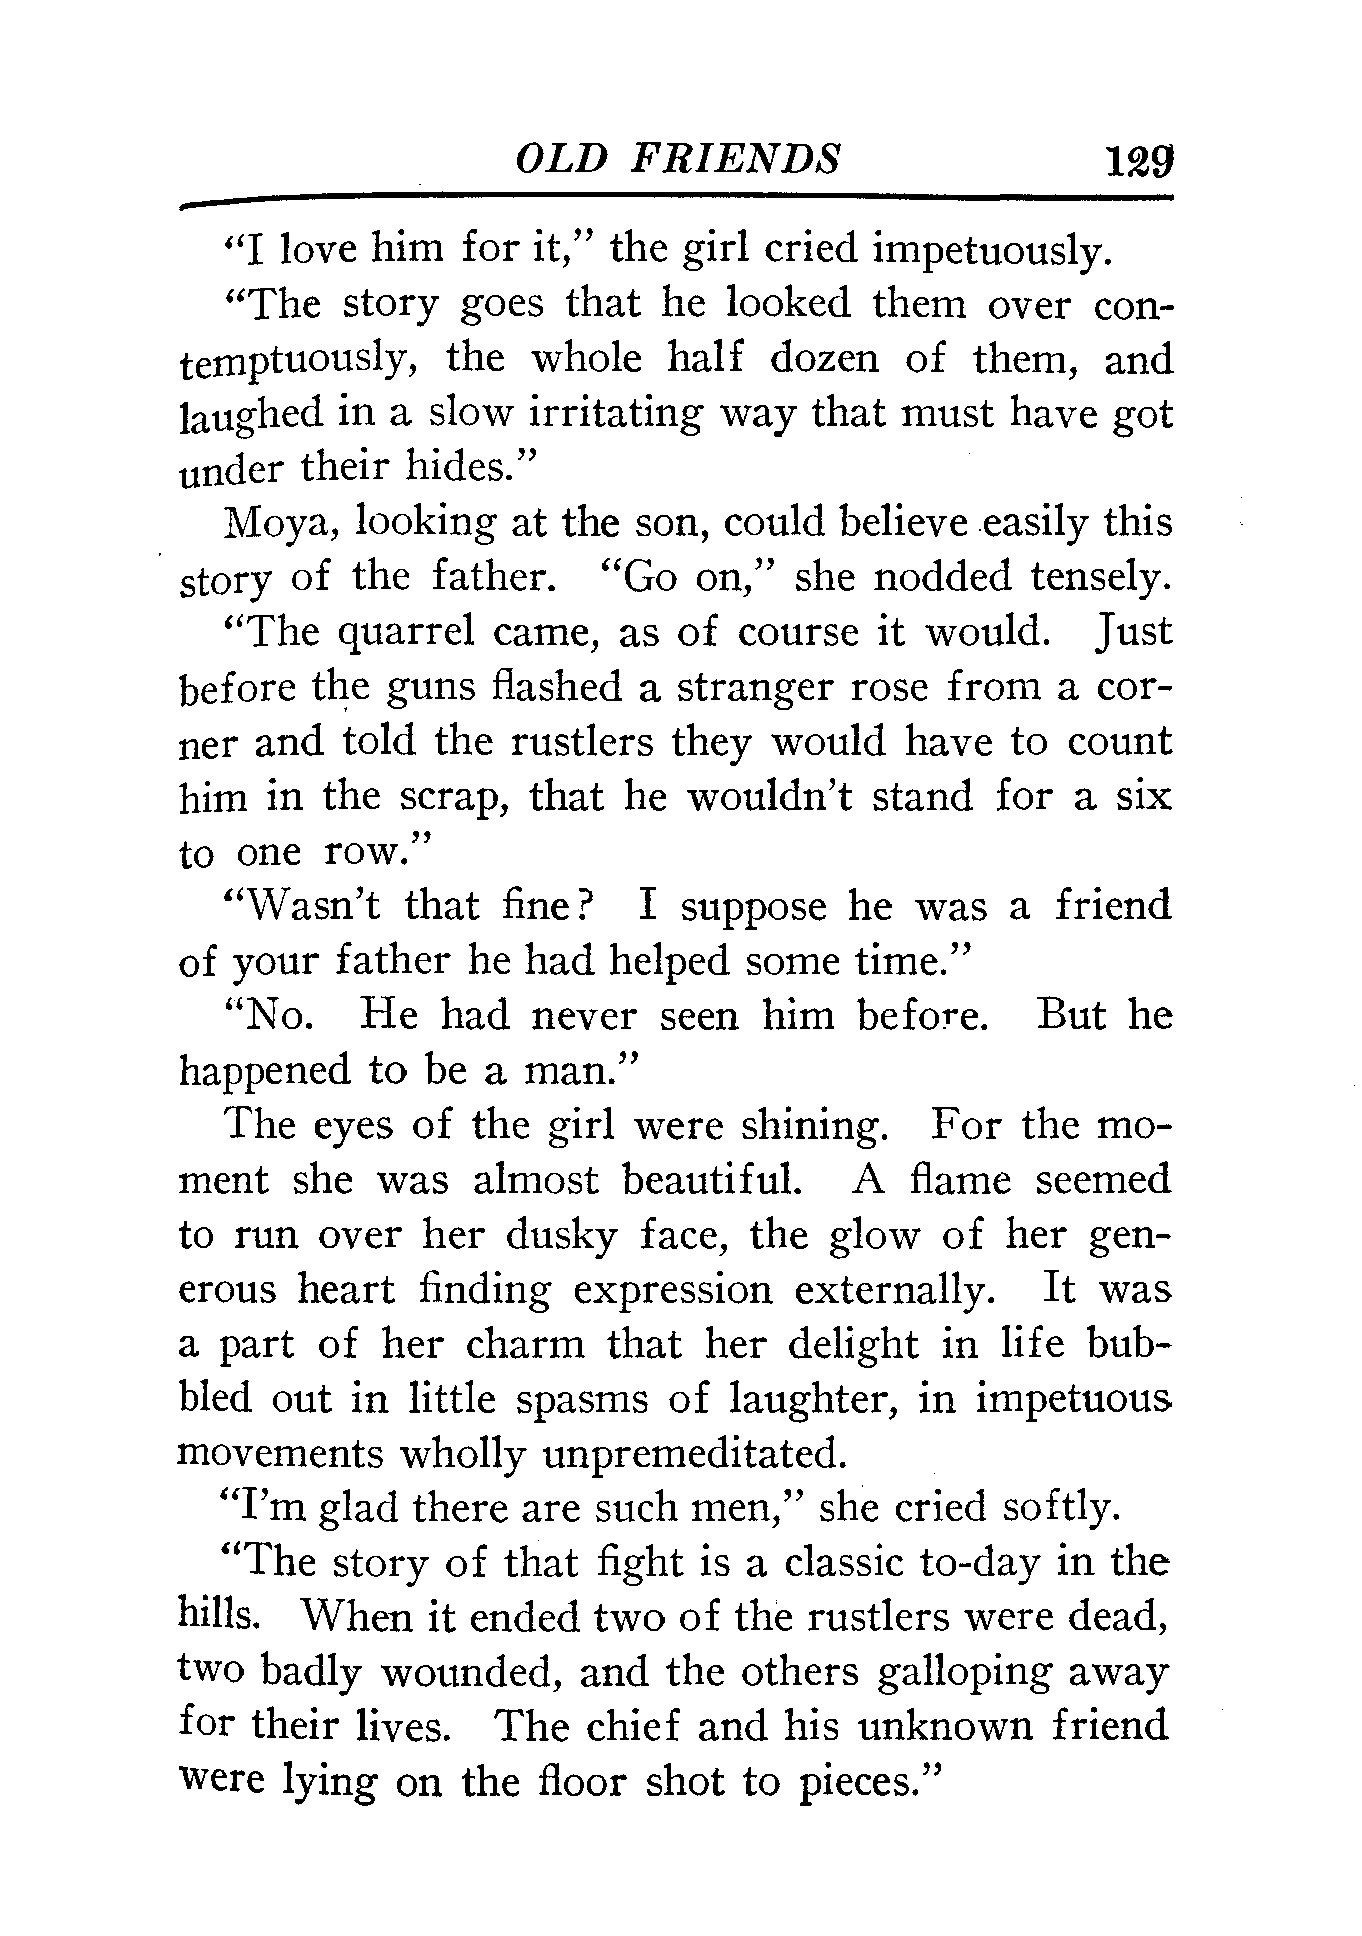 OLD FRIENDS 129
"I love him for it," the girl cried impetuously.
"The story goes that he looked them over con-
temptuously, the whole half dozen of them, and
laughed in a slow irritating way that must have got
under their hides."
Moya, looking at the son, could believe easily this
story of the father. "Go on," she nodded tensely.
"The quarrel came, as of course it would. Just
before the guns flashed a stranger rose from a cor-
ner and told the rustlers they would have to count
him in the scrap, that he wouldn't stand for a six
to one row."
"Wasn't that fine? I suppose he was a friend
of your father he had helped some time."
"No. He had never seen him before. But he
happened to be a man."
The eyes of the girl were shining. For the mo-
ment she was almost beautiful. A flame seemed
to run over her dusky face, the glow of her gen-
erous heart finding expression externally. It was
a part of her charm that her delight in life bub-
bled out in little spasms of laughter, in impetuous
movements wholly unpremeditated.
"I'm glad there are such men," she cried softly.
"The story of that fight is a classic to-day in the
hills. When it ended two of the rustlers were dead,
two badly wounded, and the others galloping away
for their lives. The chief and his unknown friend
were lying on the floor shot to pieces."